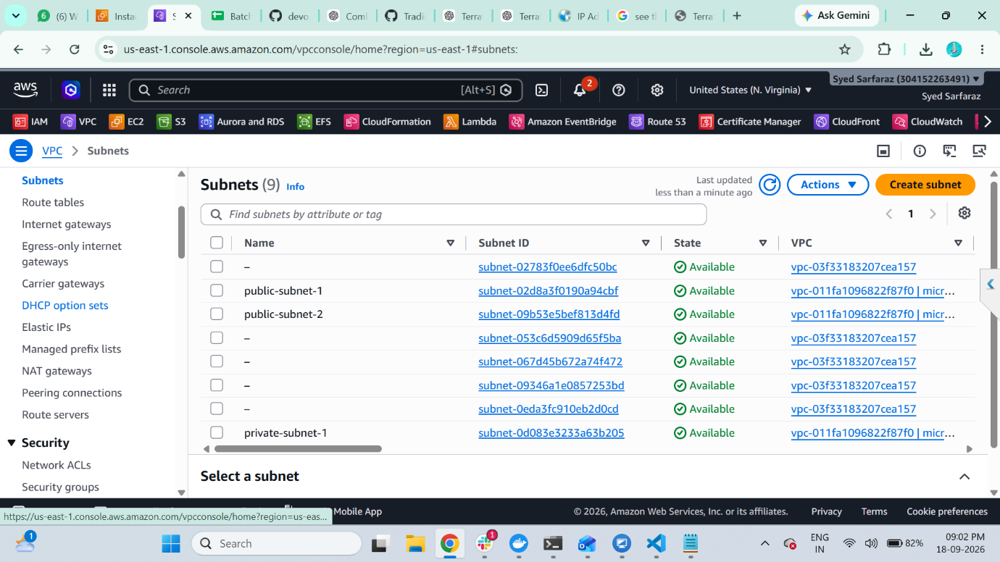 6
(6) W
Instar
S
Batch
devo
Coml
Tradi
Terra
Terra
IP Ad
see th
Terra
Ask Gemini
us-east-1.console.aws.amazon.com/vpcconsole/home?region=us-east-1#subnets:
aws
Search
[Alt+S]
2
United States (N. Virginia)
Syed Sarfaraz (304152263491)
Syed Sarfaraz
IAM
VPC
EC2
S3
Aurora and RDS
EFS
CloudFormation
Lambda
Amazon EventBridge
Route 53
Certificate Manager
CloudFront
CloudWatch
VPC
Subnets
Subnets
Route tables
Internet gateways
Egress-only internet
gateways
Carrier gateways
DHCP option sets
Elastic IPs
Managed prefix lists
NAT gateways
Peering connections
Route servers
Security
Network ACLs
Security groups
Subnets (9) Info
Last updated
less than a minute ago
Actions
Create subnet
Find subnets by attribute or tag
1
Name Subnet ID State VPC
– subnet-02783f0ee6dfc50bc Available vpc-03f33183207cea157
public-subnet-1 subnet-02d8a3f0190a94cbf Available vpc-011fa1096822f87f0 | micr...
public-subnet-2 subnet-09b53e5bef813d4fd Available vpc-011fa1096822f87f0 | micr...
– subnet-053c6d5909d65f5ba Available vpc-03f33183207cea157
– subnet-067d45b672a74f472 Available vpc-03f33183207cea157
– subnet-09346a1e0857253bd Available vpc-03f33183207cea157
– subnet-0eda3fc910eb2d0cd Available vpc-03f33183207cea157
private-subnet-1 subnet-0d083e3233a63b205 Available vpc-011fa1096822f87f0 | micr...
Select a subnet
Mobile App
© 2026, Amazon Web Services, Inc. or its affiliates.
Privacy
Terms
Cookie preferences
https://us-east-1.console.aws.amazon.com/vpcconsole/home?region=us-eas...
1
Search
1
ENG
IN
82%
09:02 PM
18-09-2026